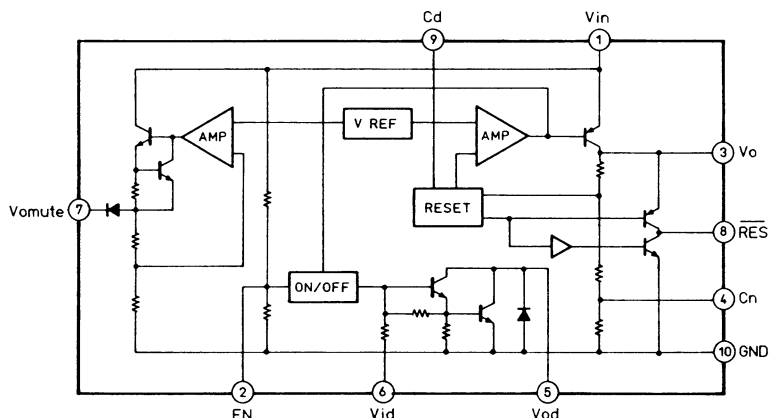 Cd Vin
9 1
AMP V REF AMP
3 Vo
7 Vomute
RESET
8 RES
ON/OFF
4 Cn
10 GND
2 6 5
EN Vid Vod